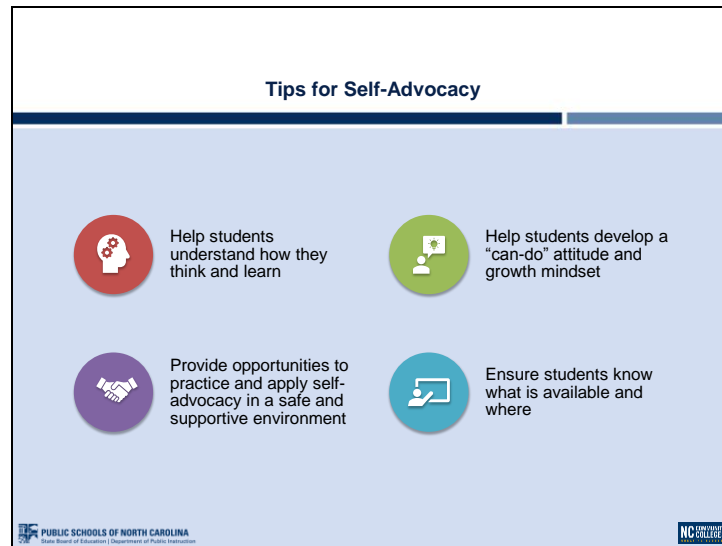 Tips for Self-Advocacy
Help students
understand how they
think and learn
Help students develop a
“can-do” attitude and
growth mindset
Provide opportunities to
practice and apply self-
advocacy in a safe and
supportive environment
Ensure students know
what is available and
where
PUBLIC SCHOOLS OF NORTH CAROLINA
State Board of Education | Department of Public Instruction
NC COMMUNITY
COLLEGES